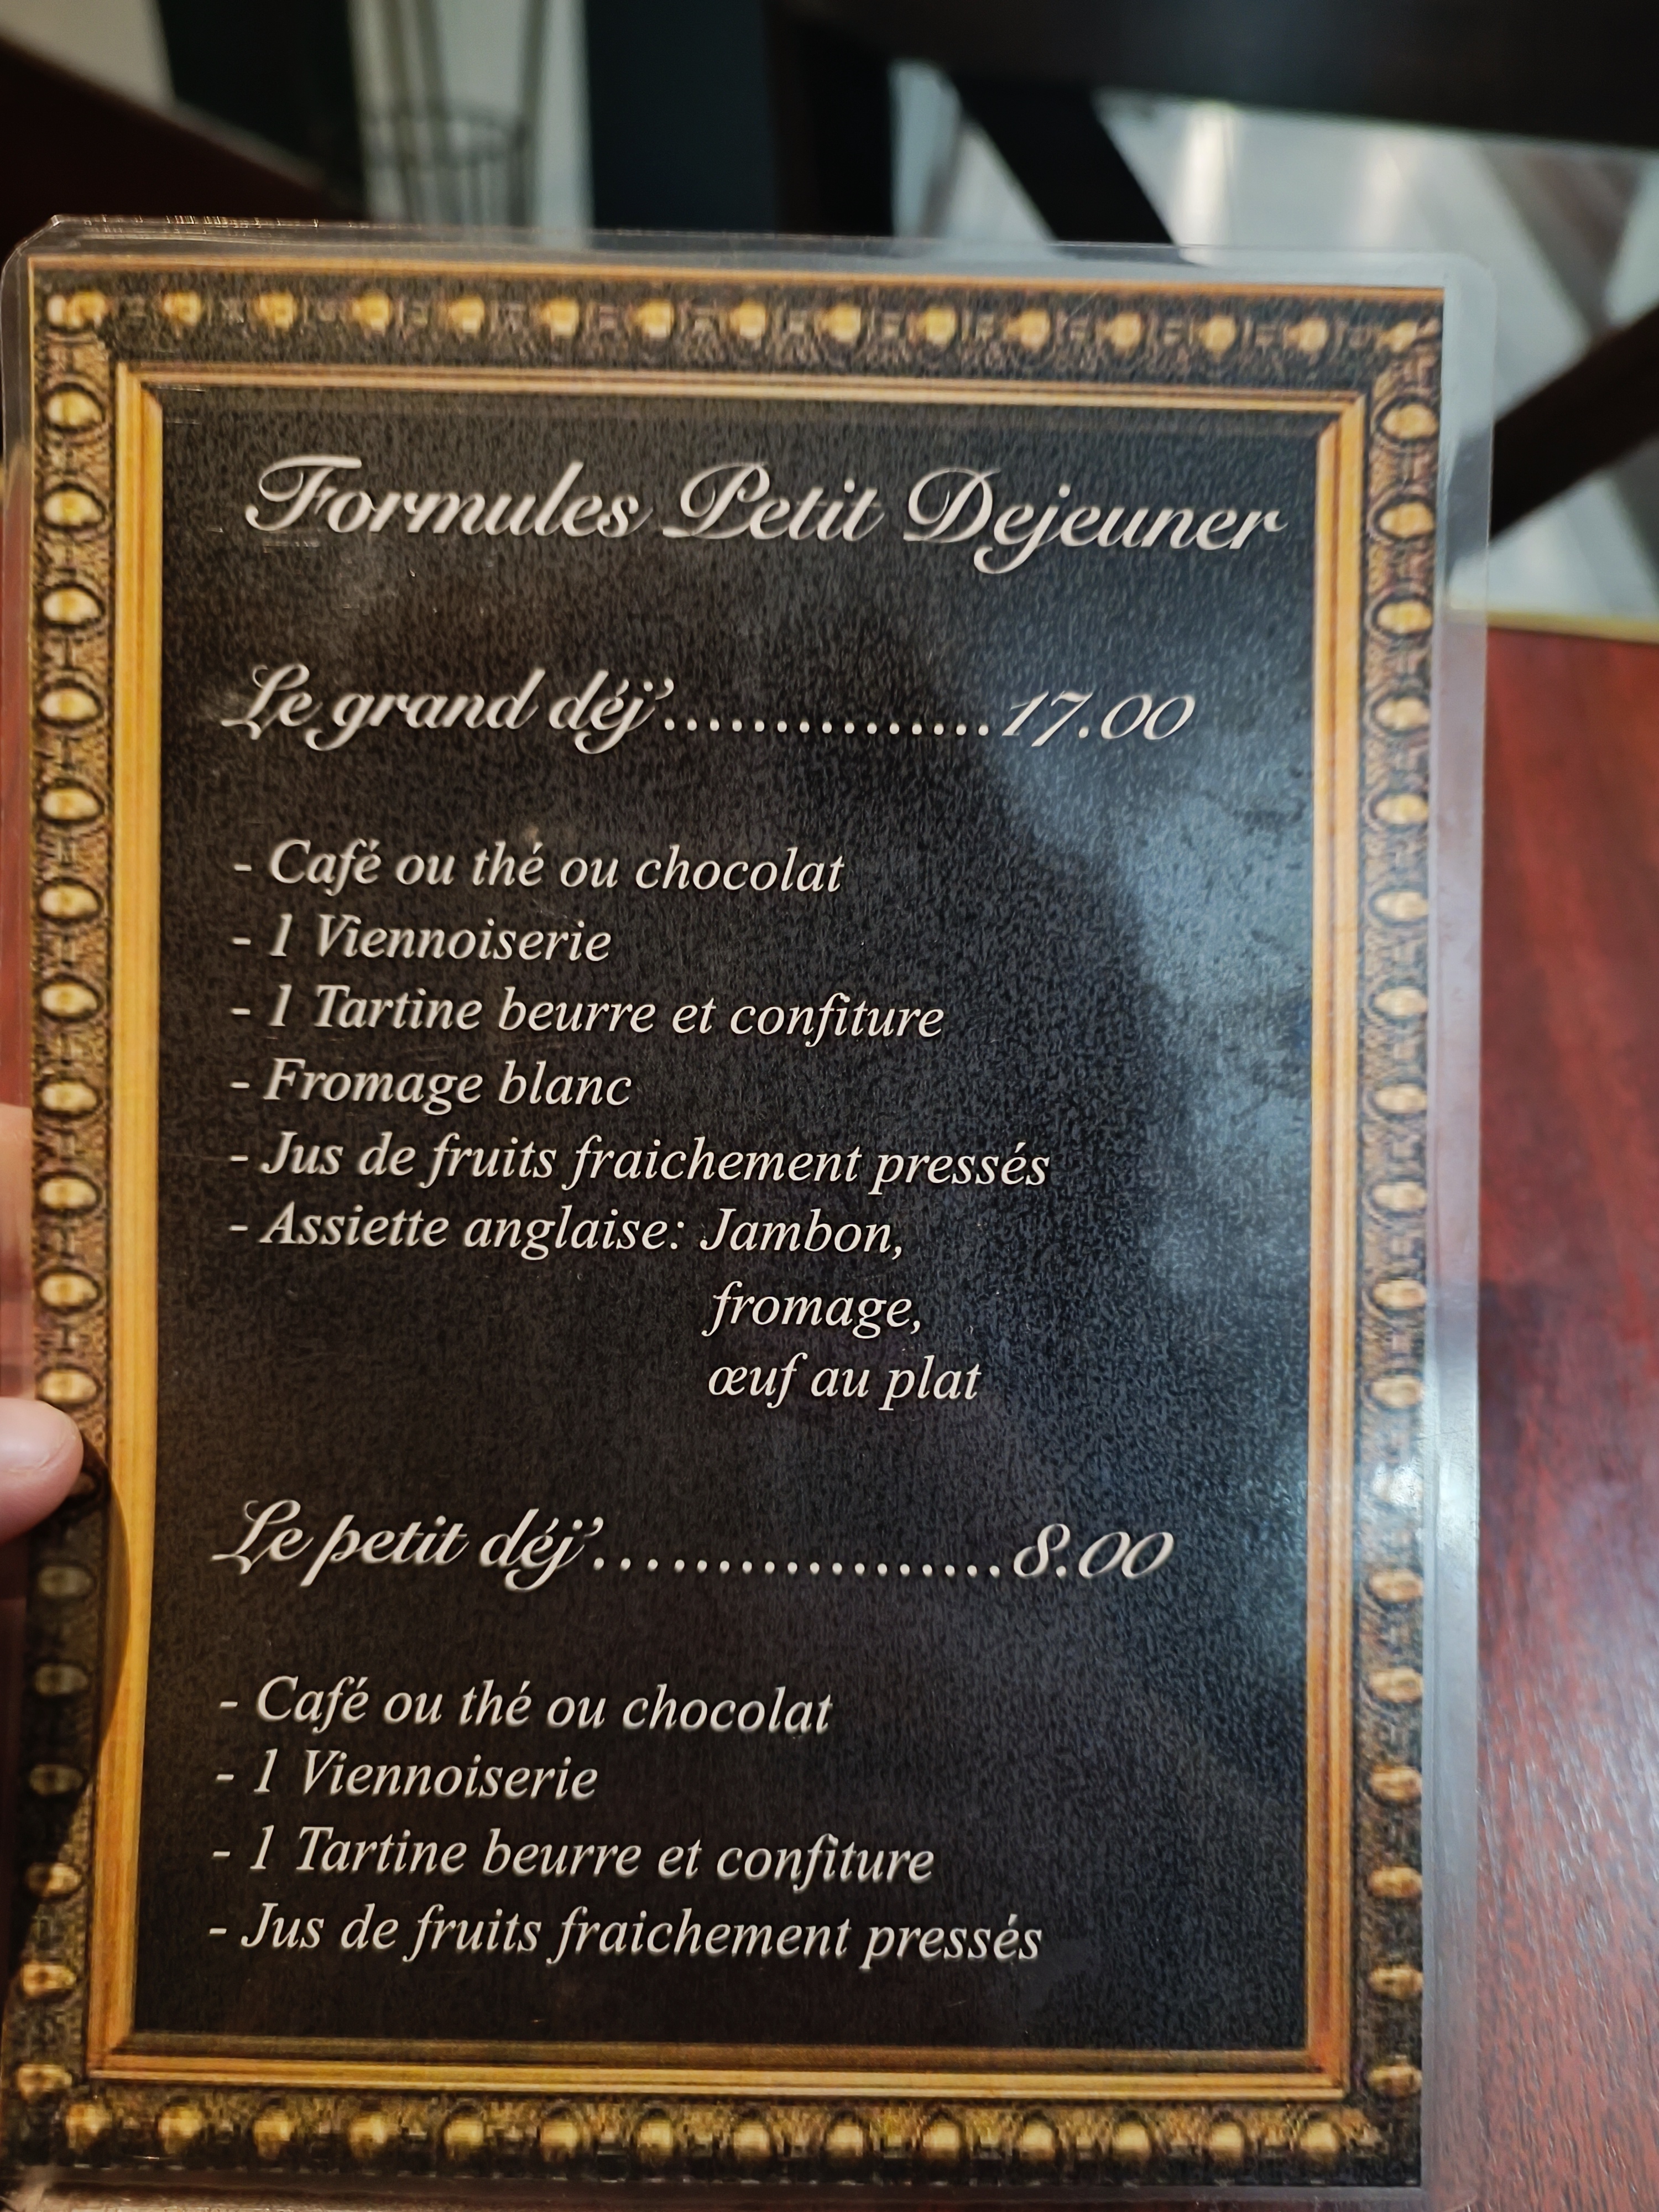 Formules Petit Dejeuner
Le grand déj’...............17.00
- Café ou thé ou chocolat
- 1 Viennoiserie
- 1 Tartine beurre et confiture
- Fromage blanc
- Jus de fruits fraichement pressés
- Assiette anglaise: Jambon,
fromage,
œuf au plat
Le petit déj’..................8.00
- Café ou thé ou chocolat
- 1 Viennoiserie
- 1 Tartine beurre et confiture
- Jus de fruits fraichement pressés